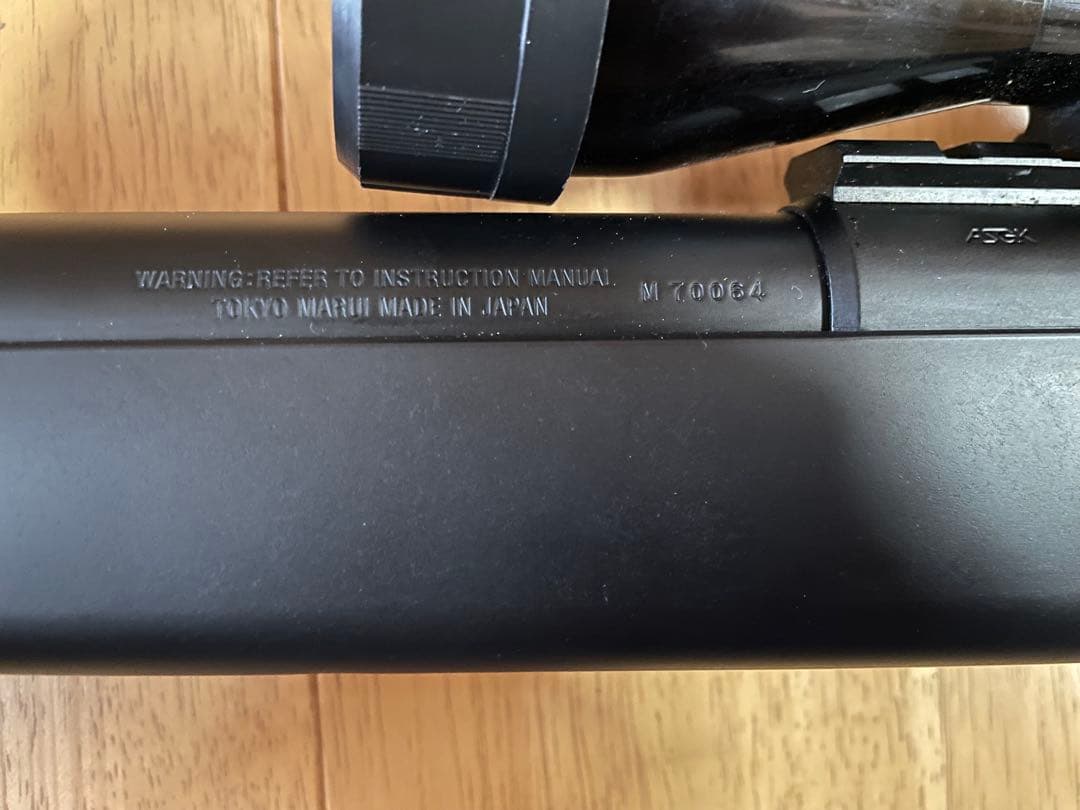 ASGK
WARNING:REFER TO INSTRUCTION MANUAL
M 70064
TOKYO MARUI MADE IN JAPAN